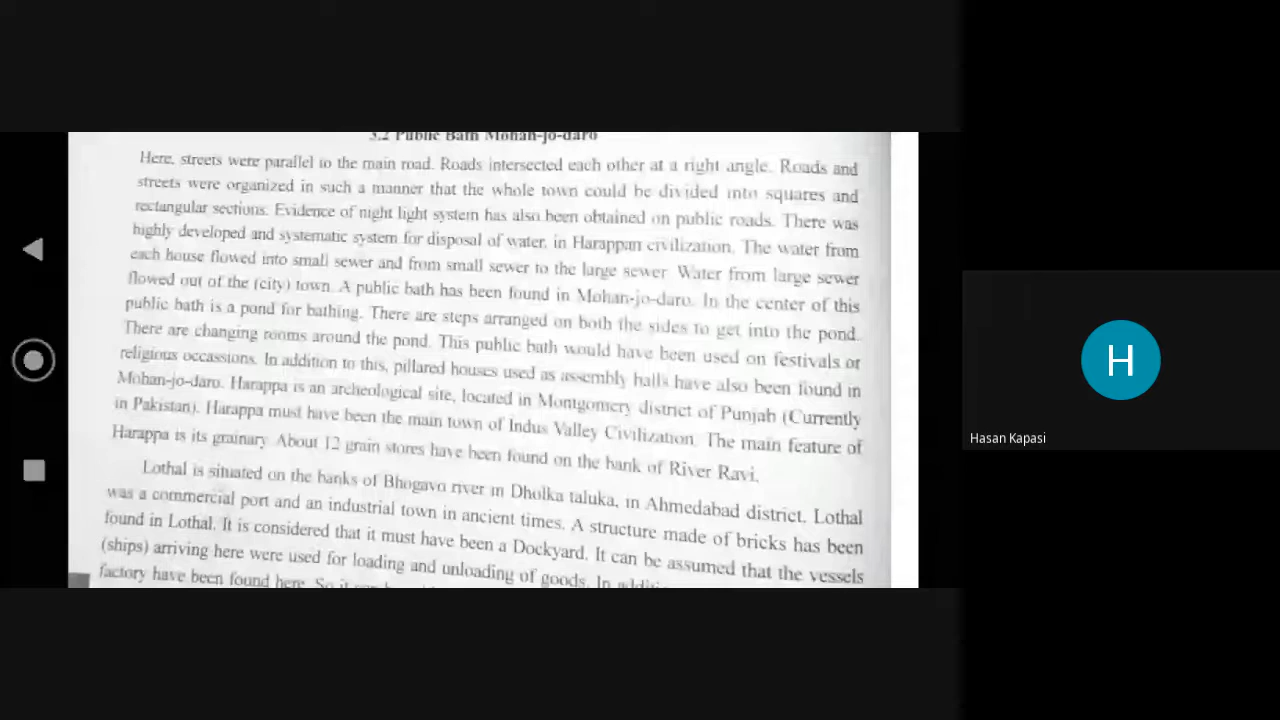 3.2 Public Bath Mohan-jo-daro
Here, streets were parallel to the main road. Roads intersected each other at a right angle. Roads and
streets were organized in such a manner that the whole town could be divided into squares and
rectangular sections. Evidence of night light system has also been obtained on public roads. There was
highly developed and systematic system for disposal of water, in Harappan civilization. The water from
each house flowed into small sewer and from small sewer to the large sewer. Water from large sewer
flowed out of the (city) town. A public bath has been found in Mohan-jo-daro. In the center of this
public bath is a pond for bathing. There are steps arranged on both the sides to get into the pond.
There are changing rooms around the pond. This public bath would have been used on festivals or
religious occassions. In addition to this, pillared houses used as assembly halls have also been found in
Mohan-jo-daro. Harappa is an archeological site, located in Montgomery district of Punjab (Currently
in Pakistan). Harappa must have been the main town of Indus Valley Civilization. The main feature of
Harappa is its grainary. About 12 grain stores have been found on the bank of River Ravi.
Lothal is situated on the banks of Bhogavo river in Dholka taluka, in Ahmedabad district. Lothal
was a commercial port and an industrial town in ancient times. A structure made of bricks has been
found in Lothal. It is considered that it must have been a Dockyard. It can be assumed that the vessels
(ships) arriving here were used for loading and unloading of goods. In
factory have been found here. So it
H
Hasan Kapasi